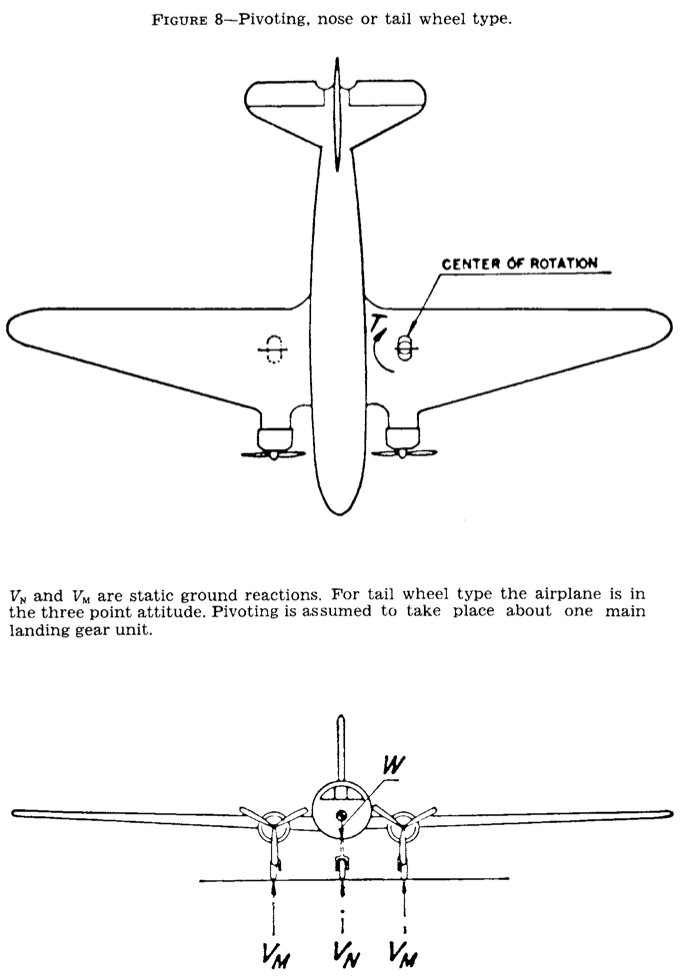 FIGURE 8—Pivoting, nose or tail wheel type.
CENTER OF ROTATION
T
V_N and V_M are static ground reactions. For tail wheel type the airplane is in
the three point attitude. Pivoting is assumed to take place about one main
landing gear unit.
W
V_M V_N V_M